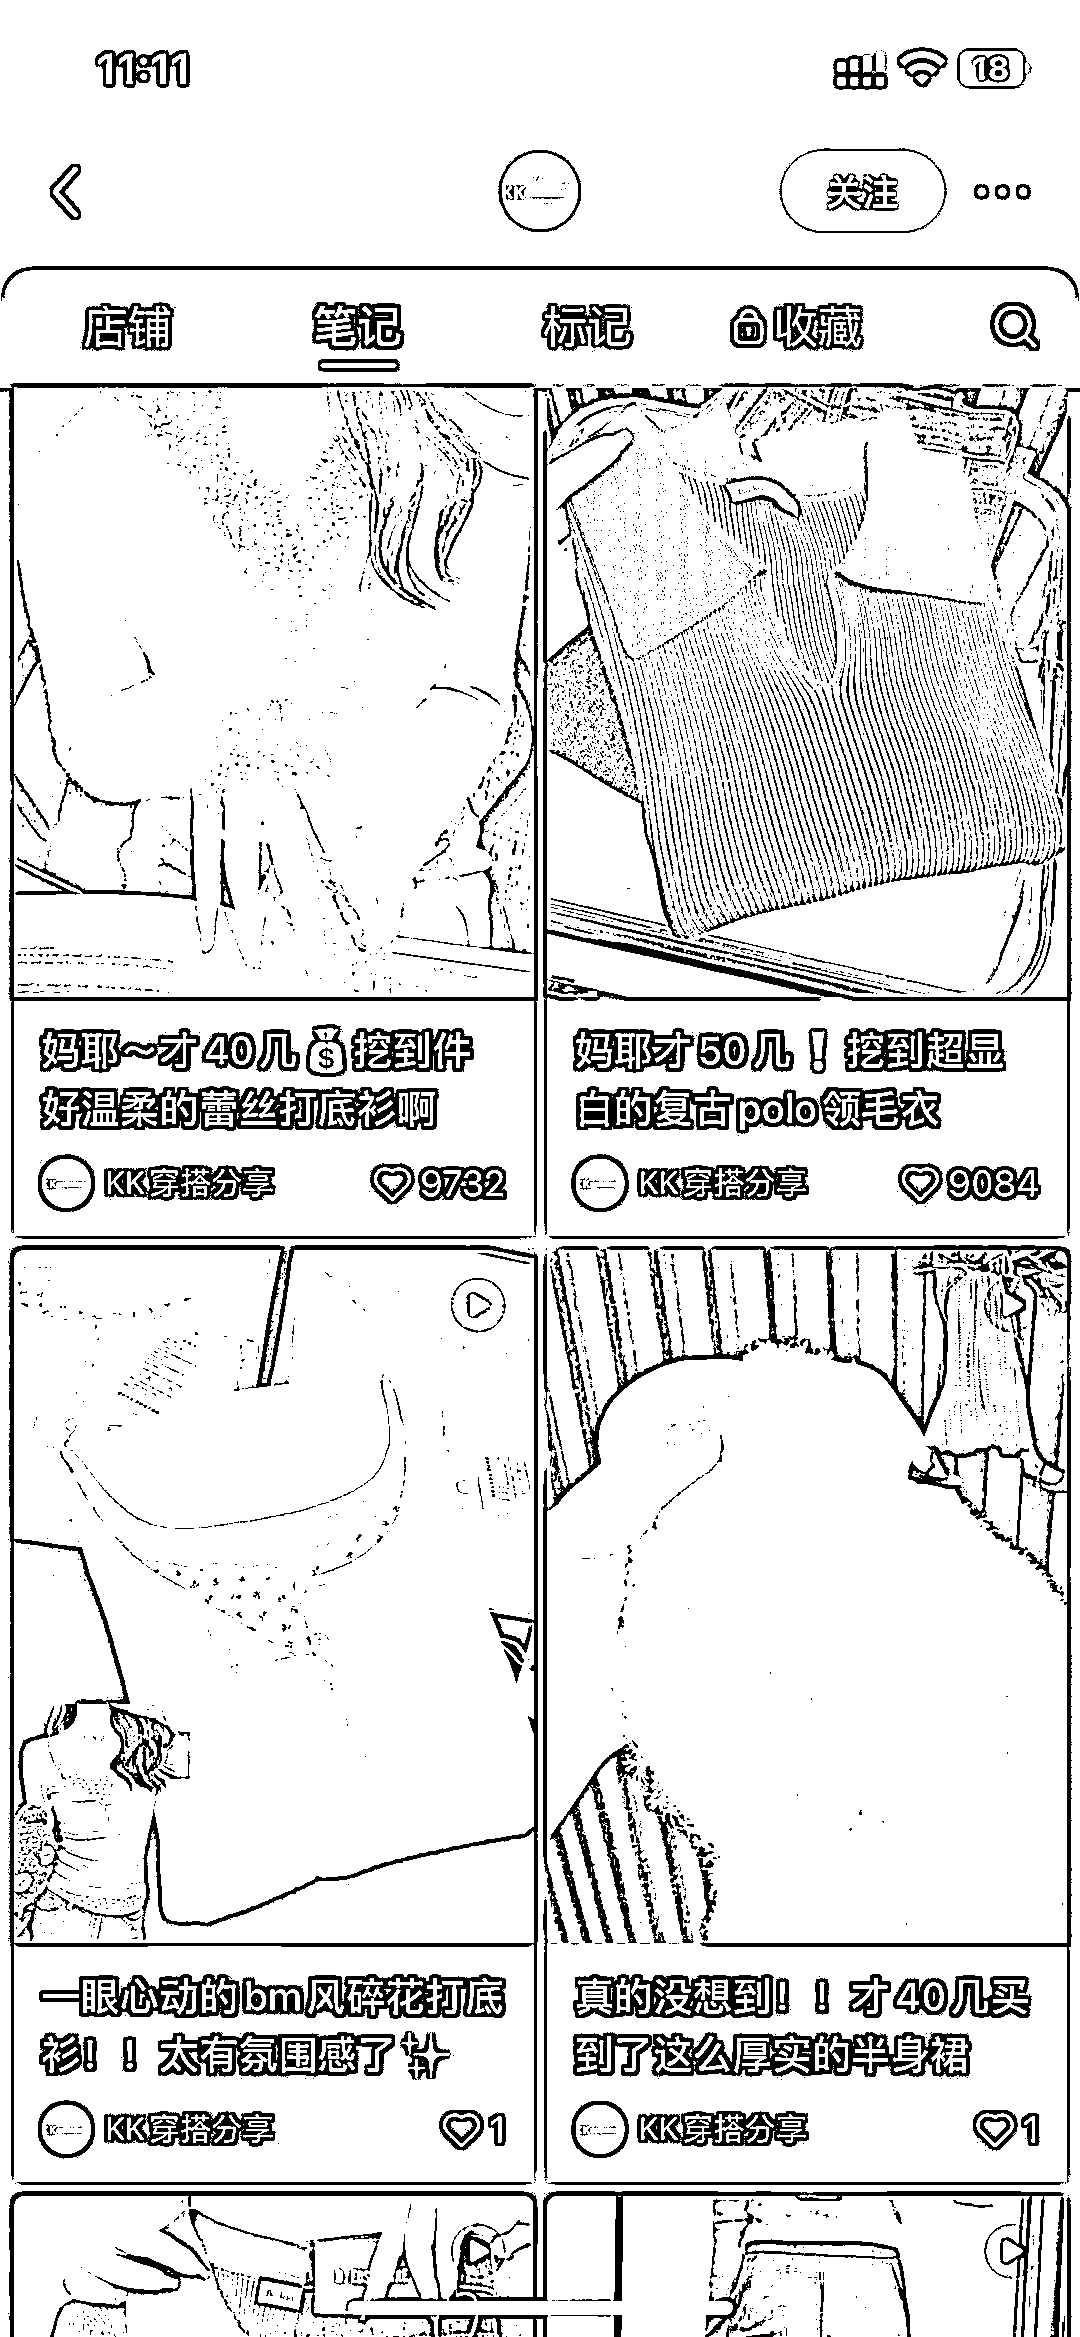 11:11
18
KK
关注
店铺
笔记
标记
收藏
妈耶～才40几💰挖到件
好温柔的蕾丝打底衫啊
KK穿搭分享
9732
妈耶才50几❗挖到超显
白的复古polo领毛衣
KK穿搭分享
9084
一眼心动的bm风碎花打底
衫！！太有氛围感了✨
KK穿搭分享
1
真的没想到！！才40几买
到了这么厚实的半身裙
KK穿搭分享
1